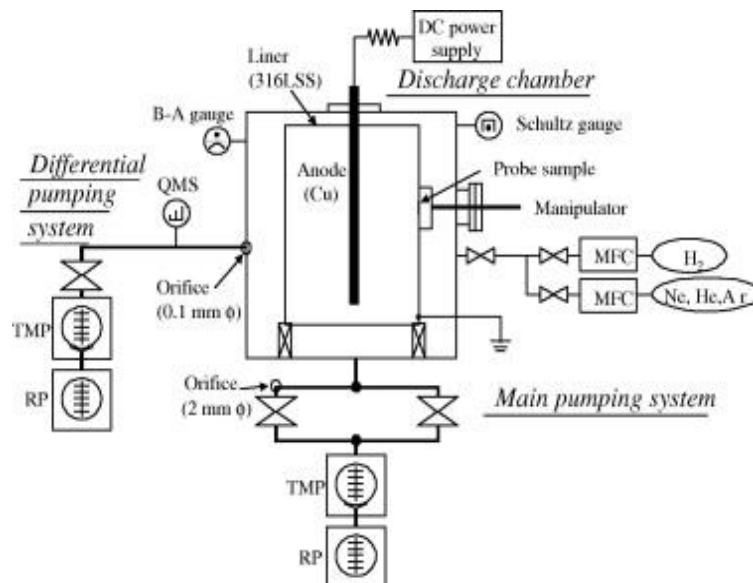 DC power
supply
Liner
(316LSS)
Discharge chamber
B-A gauge
Schultz gauge
Differential
pumping
system
QMS
Anode
(Cu)
Probe sample
Manipulator
Orifice
(0.1 mm ϕ)
MFC
H₂
MFC
Ne, He,A r
TMP
RP
Orifice
(2 mm ϕ)
Main pumping system
TMP
RP